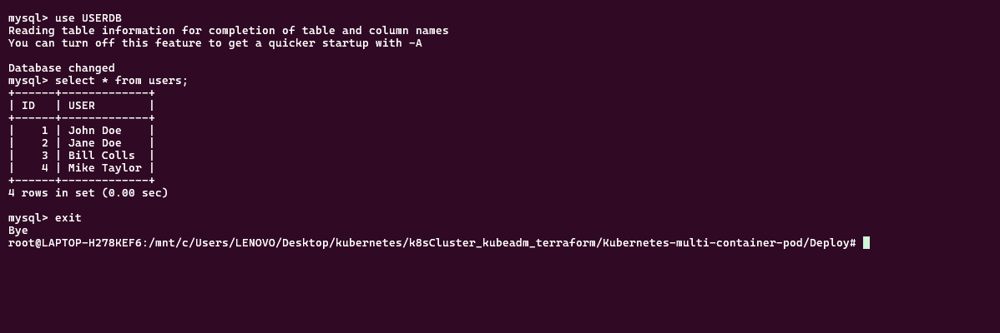 mysql> use USERDB
Reading table information for completion of table and column names
You can turn off this feature to get a quicker startup with -A
Database changed
mysql> select * from users;
+------+-------------+
| ID   | USER        |
+------+-------------+
|    1 | John Doe    |
|    2 | Jane Doe    |
|    3 | Bill Colls  |
|    4 | Mike Taylor |
+------+-------------+
4 rows in set (0.00 sec)
mysql> exit
Bye
root@LAPTOP-H278KEF6:/mnt/c/Users/LENOVO/Desktop/kubernetes/k8sCluster_kubeadm_terraform/Kubernetes-multi-container-pod/Deploy#